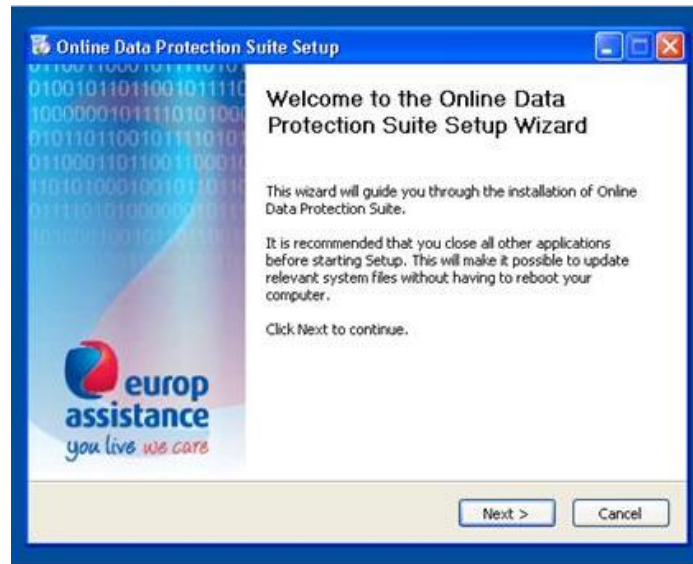 Online Data Protection Suite Setup
Welcome to the Online Data
Protection Suite Setup Wizard
This wizard will guide you through the installation of Online
Data Protection Suite.
It is recommended that you close all other applications
before starting Setup. This will make it possible to update
relevant system files without having to reboot your
computer.
Click Next to continue.
europ
assistance
you live we care
Next >
Cancel